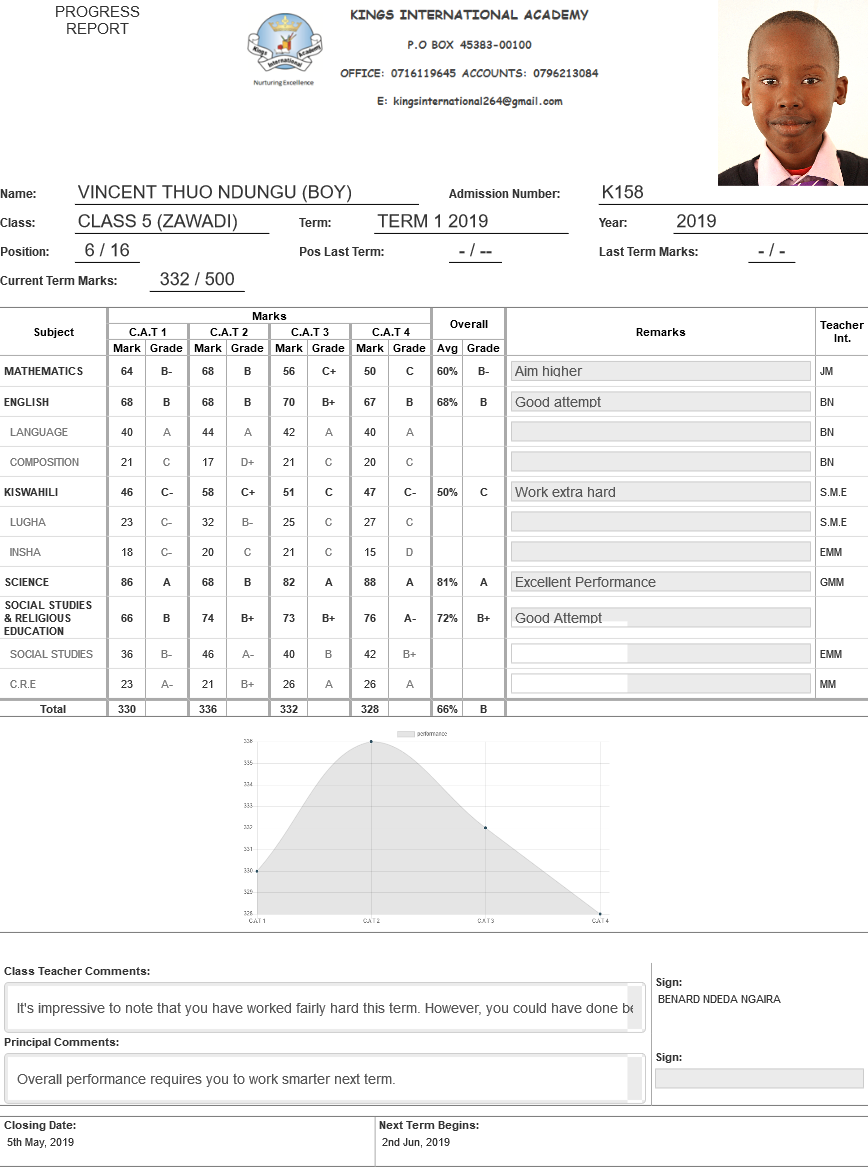 PROGRESS
REPORT
Kings International Academy
Nurturing Excellence
KINGS INTERNATIONAL ACADEMY
P.O BOX 45383-00100
OFFICE: 0716119645 ACCOUNTS: 0796213084
E: kingsinternational264@gmail.com
Name: VINCENT THUO NDUNGU (BOY) Admission Number: K158
Class: CLASS 5 (ZAWADI) Term: TERM 1 2019 Year: 2019
Position: 6 / 16 Pos Last Term: - / -- Last Term Marks: - / -
Current Term Marks: 332 / 500
Subject Marks Overall Remarks Teacher Int.
C.A.T 1 C.A.T 2 C.A.T 3 C.A.T 4
Mark Grade Mark Grade Mark Grade Mark Grade Avg Grade
MATHEMATICS 64 B- 68 B 56 C+ 50 C 60% B- Aim higher JM
ENGLISH 68 B 68 B 70 B+ 67 B 68% B Good attempt BN
LANGUAGE 40 A 44 A 42 A 40 A BN
COMPOSITION 21 C 17 D+ 21 C 20 C BN
KISWAHILI 46 C- 58 C+ 51 C 47 C- 50% C Work extra hard S.M.E
LUGHA 23 C- 32 B- 25 C 27 C S.M.E
INSHA 18 C- 20 C 21 C 15 D EMM
SCIENCE 86 A 68 B 82 A 88 A 81% A Excellent Performance GMM
SOCIAL STUDIES
& RELIGIOUS
EDUCATION 66 B 74 B+ 73 B+ 76 A- 72% B+ Good Attempt
SOCIAL STUDIES 36 B- 46 A- 40 B 42 B+ EMM
C.R.E 23 A- 21 B+ 26 A 26 A MM
Total 330 336 332 328 66% B
performance
336
335
334
333
332
331
330
329
328
C.A.T 1 C.A.T 2 C.A.T 3 C.A.T 4
Class Teacher Comments:
It's impressive to note that you have worked fairly hard this term. However, you could have done be
Sign:
BENARD NDEDA NGAIRA
Principal Comments:
Overall performance requires you to work smarter next term.
Sign:
Closing Date:
5th May, 2019
Next Term Begins:
2nd Jun, 2019